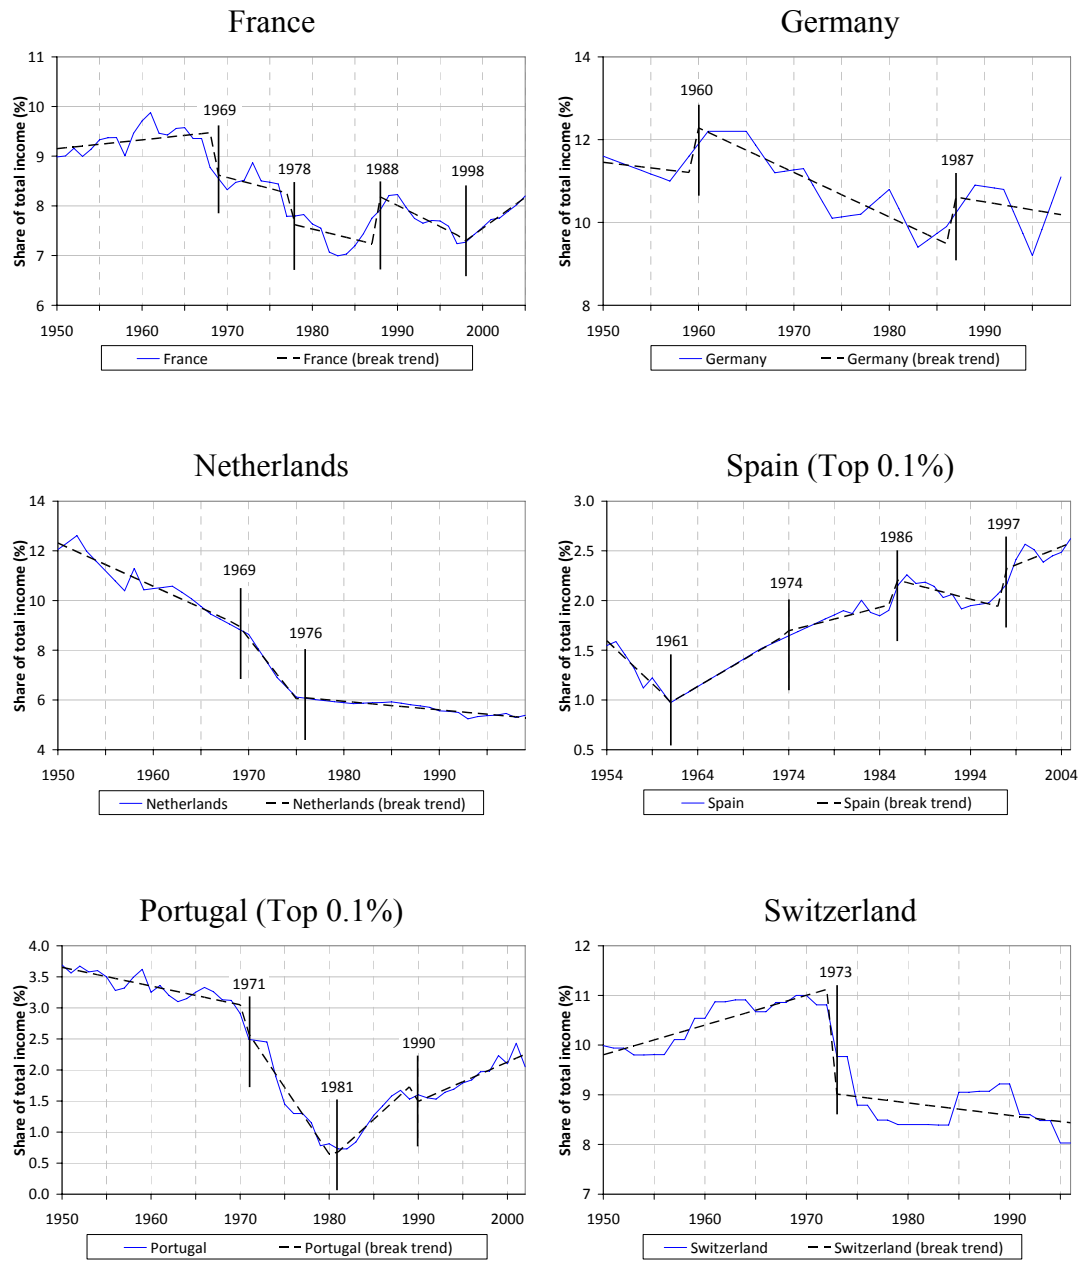 France
Share of total income (%)
11
10
9
8
7
6
1969
1978
1988
1998
1950 1960 1970 1980 1990 2000
France France (break trend)
Germany
Share of total income (%)
14
12
10
8
1960
1987
1950 1960 1970 1980 1990
Germany Germany (break trend)
Netherlands
Share of total income (%)
14
12
10
8
6
4
1969
1976
1950 1960 1970 1980 1990
Netherlands Netherlands (break trend)
Spain (Top 0.1%)
Share of total income (%)
3.0
2.5
2.0
1.5
1.0
0.5
1961
1974
1986
1997
1954 1964 1974 1984 1994 2004
Spain Spain (break trend)
Portugal (Top 0.1%)
Share of total income (%)
4.0
3.5
3.0
2.5
2.0
1.5
1.0
0.5
0.0
1971
1981
1990
1950 1960 1970 1980 1990 2000
Portugal Portugal (break trend)
Switzerland
Share of total income (%)
12
11
10
9
8
7
1973
1950 1960 1970 1980 1990
Switzerland Switzerland (break trend)